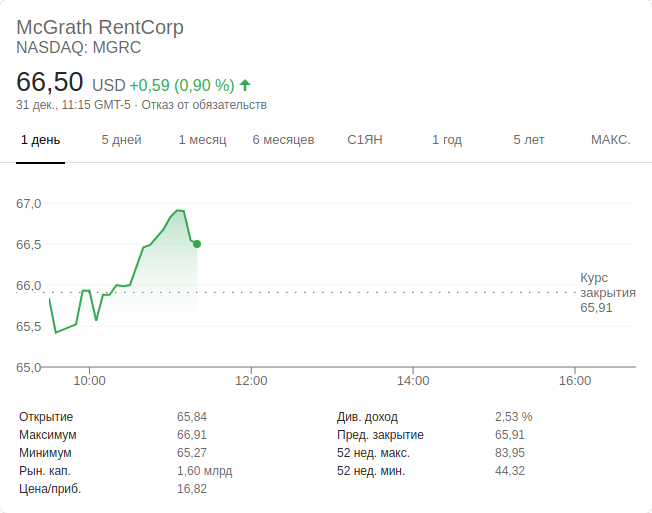 McGrath RentCorp
NASDAQ: MGRC
66,50 USD +0,59 (0,90 %)
31 дек., 11:15 GMT-5 · Отказ от обязательств
1 день 5 дней 1 месяц 6 месяцев С1ЯН 1 год 5 лет МАКС.
67,0
66,5
66,0
65,5
65,0
Курс
закрытия
65,91
10:00 12:00 14:00 16:00
Открытие 65,84 Див. доход 2,53 %
Максимум 66,91 Пред. закрытие 65,91
Минимум 65,27 52 нед. макс. 83,95
Рын. кап. 1,60 млрд 52 нед. мин. 44,32
Цена/приб. 16,82